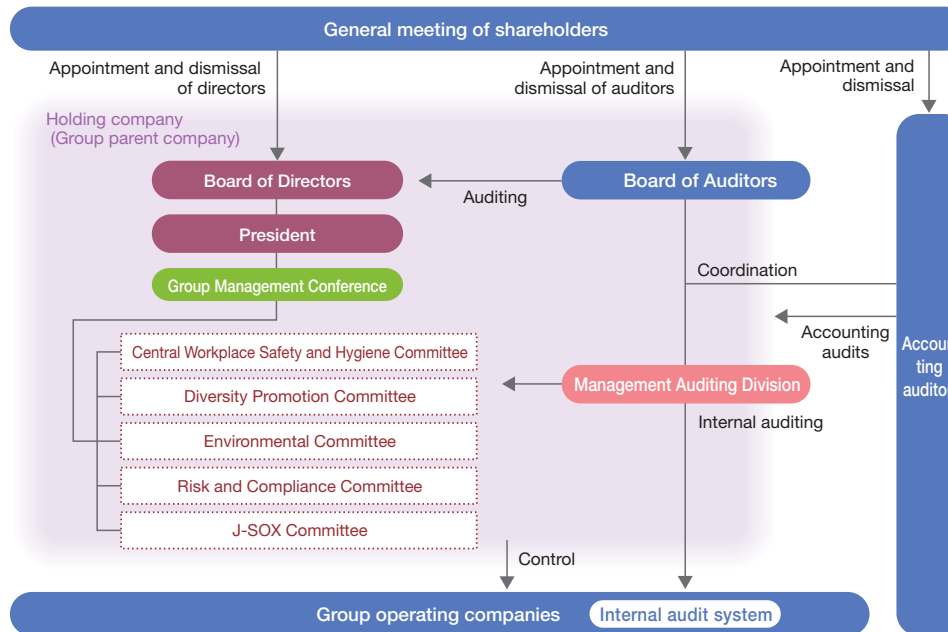 General meeting of shareholders
Appointment and dismissal
of directors
Appointment and
dismissal of auditors
Appointment and
dismissal
Holding company
(Group parent company)
Board of Directors
Board of Auditors
Auditing
President
Coordination
Group Management Conference
Accounting
audits
Accoun
ting
auditor
Central Workplace Safety and Hygiene Committee
Management Auditing Division
Diversity Promotion Committee
Internal auditing
Environmental Committee
Risk and Compliance Committee
J-SOX Committee
Control
Group operating companies
Internal audit system